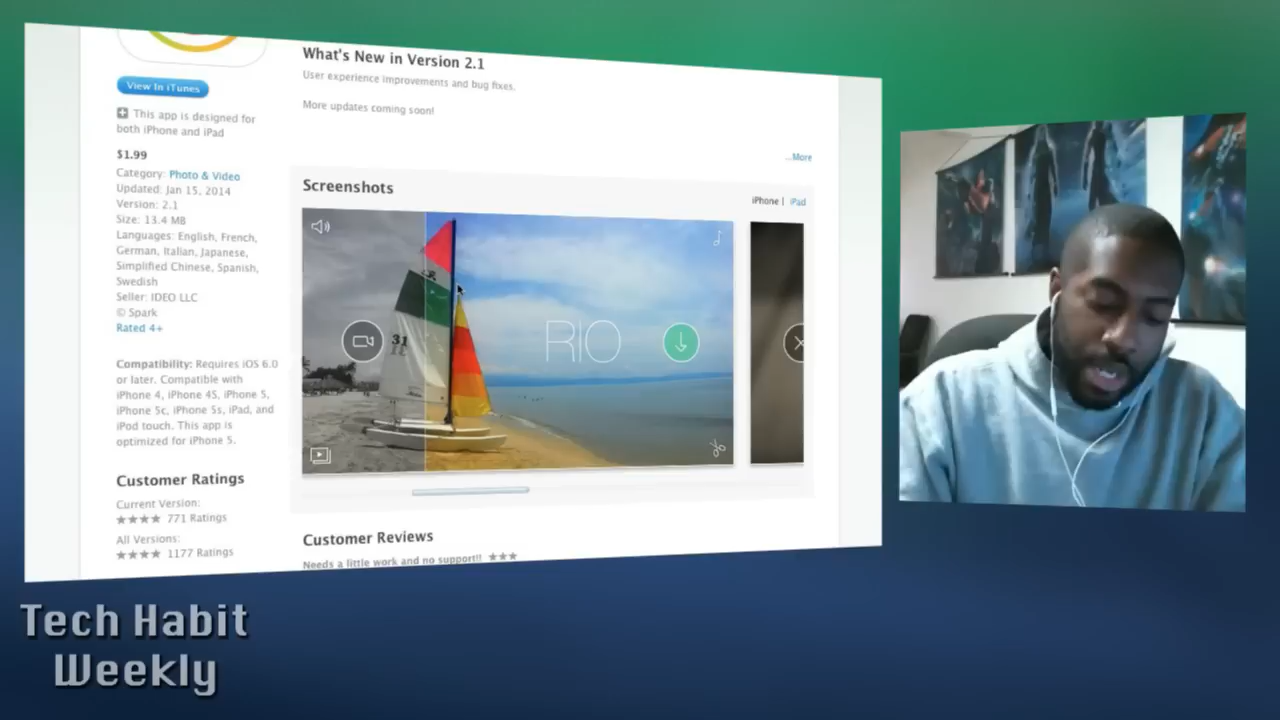 What's New in Version 2.1
User experience improvements and bug fixes.
More updates coming soon!
...More
View In iTunes
This app is designed for
both iPhone and iPad
$1.99
Category: Photo & Video
Updated: Jan 15, 2014
Version: 2.1
Size: 13.4 MB
Languages: English, French,
German, Italian, Japanese,
Simplified Chinese, Spanish,
Swedish
Seller: IDEO LLC
© Spark
Rated 4+
Compatibility: Requires iOS 6.0
or later. Compatible with
iPhone 4, iPhone 4S, iPhone 5,
iPhone 5c, iPhone 5s, iPad, and
iPod touch. This app is
optimized for iPhone 5.
Customer Ratings
Current Version:
★★★★ 771 Ratings
All Versions:
★★★★ 1177 Ratings
Screenshots
iPhone | iPad
31
RIO
Customer Reviews
Needs a little work and no support!! ★★★
Tech Habit
Weekly